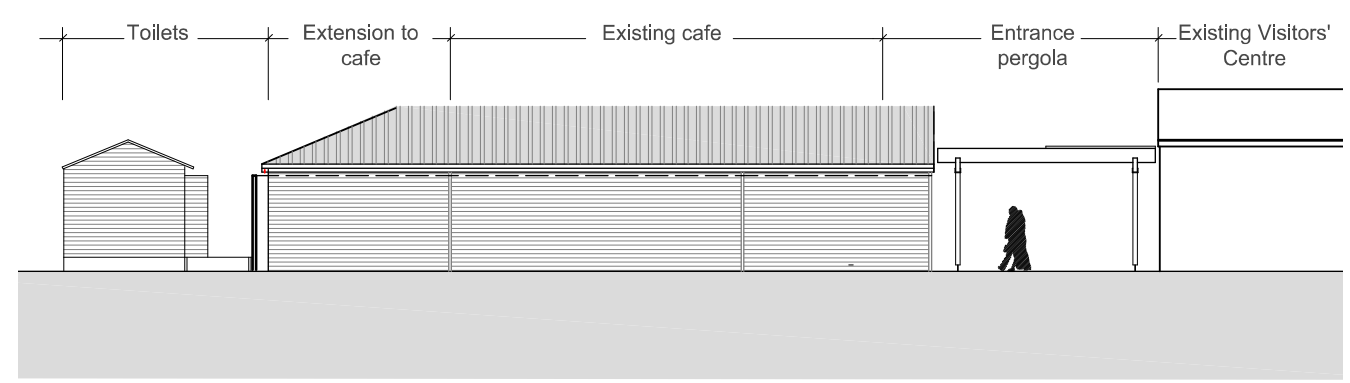 Toilets
Extension to
cafe
Existing cafe
Entrance
pergola
Existing Visitors'
Centre